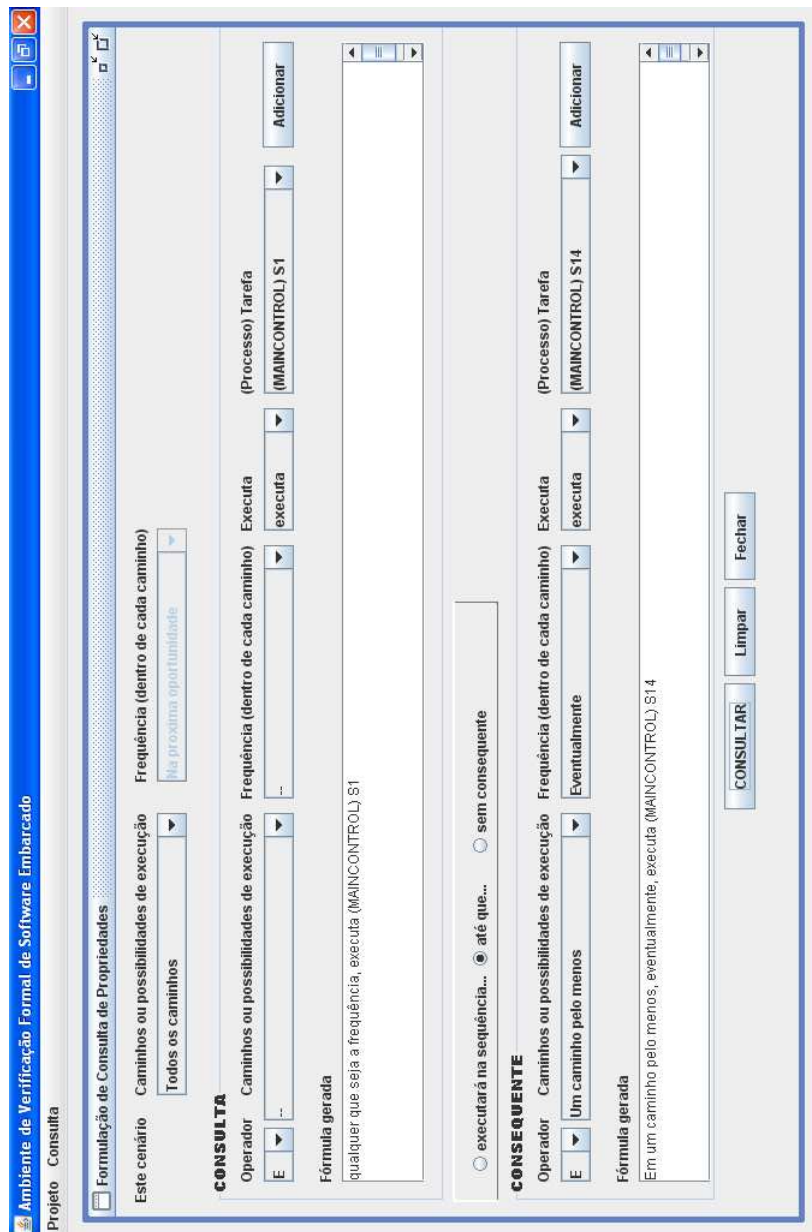 Ambiente de Verificação Formal de Software Embarcado
Projeto Consulta
Formulação de Consulta de Propriedades
Este cenário Caminhos ou possibilidades de execução Frequência (dentro de cada caminho)
Todos os caminhos Na proxima oportunidade
CONSULTA
Operador Caminhos ou possibilidades de execução Frequência (dentro de cada caminho) Executa (Processo) Tarefa
E -- -- executa (MAINCONTROL) S1 Adicionar
Fórmula gerada
qualquer que seja a frequência, executa (MAINCONTROL) S1
executará na sequência... até que... sem consequente
CONSEQUENTE
Operador Caminhos ou possibilidades de execução Frequência (dentro de cada caminho) Executa (Processo) Tarefa
E Um caminho pelo menos Eventualmente executa (MAINCONTROL) S14 Adicionar
Fórmula gerada
Em um caminho pelo menos, eventualmente, executa (MAINCONTROL) S14
CONSULTAR Limpar Fechar